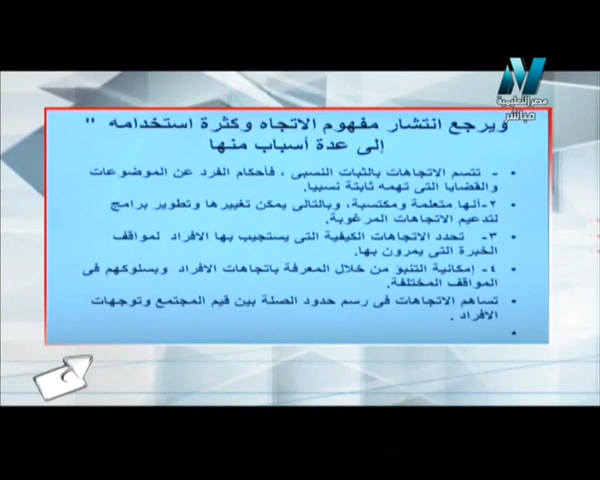 مصر التعليمية
مباشر
ويرجع انتشار مفهوم الاتجاه وكثرة استخدامه "
إلى عدة أسباب منها
• - تتسم الاتجاهات بالثبات النسبى ، فأحكام الفرد عن الموضوعات
والقضايا التى تهمه ثابتة نسبيا.
• ٢-أنها متعلمة ومكتسبة، وبالتالى يمكن تغييرها وتطوير برامج
لتدعيم الاتجاهات المرغوبة.
• ٣- تحدد الاتجاهات الكيفية التى يستجيب بها الافراد لمواقف
الخبرة التى يمرون بها.
• ٤- إمكانية التنبؤ من خلال المعرفة باتجاهات الافراد وبسلوكهم فى
المواقف المختلفة.
• تساهم الاتجاهات فى رسم حدود الصلة بين قيم المجتمع وتوجهات
الافراد .
•